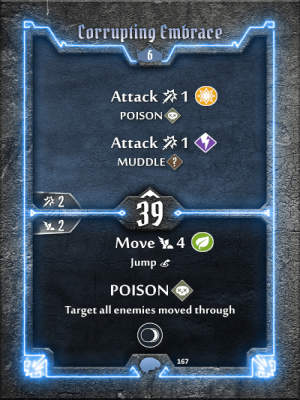 Corrupting Embrace
6
Attack 1
POISON
Attack 1
MUDDLE ?
2
39
2
Move 4
Jump
POISON
Target all enemies moved through
167